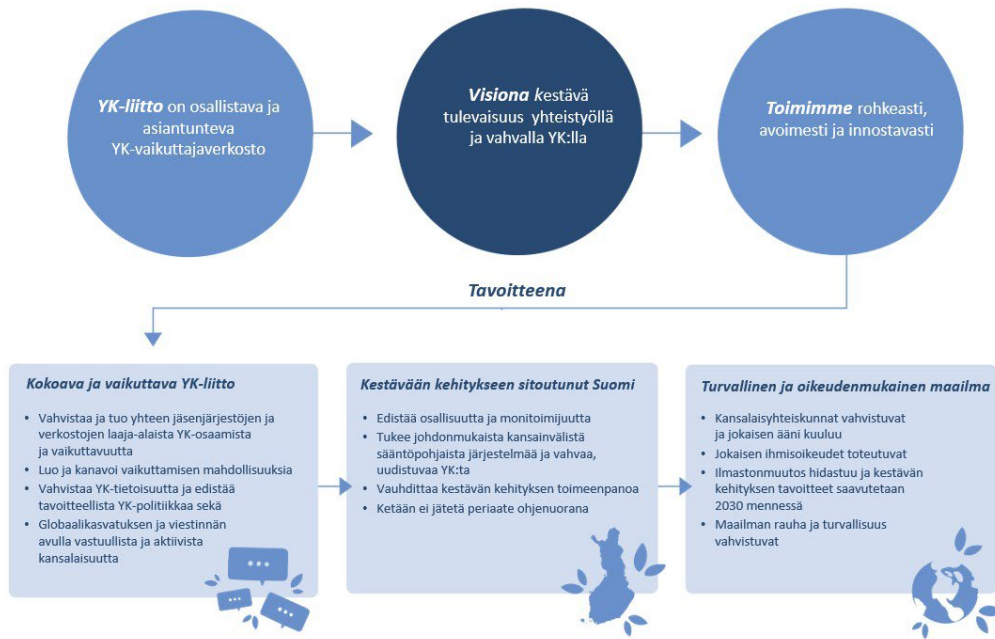 YK-liitto on osallistava ja
asiantunteva
YK-vaikuttajaverkosto
Visiona kestävä
tulevaisuus yhteistyöllä
ja vahvalla YK:lla
Toimimme rohkeasti,
avoimesti ja innostavasti
Tavoitteena
Kokoava ja vaikuttava YK-liitto
• Vahvistaa ja tuo yhteen jäsenjärjestöjen ja
verkostojen laaja-alaista YK-osaamista
ja vaikuttavuutta
• Luo ja kanavoi vaikuttamisen mahdollisuuksia
• Vahvistaa YK-tietoisuutta ja edistää
tavoitteellista YK-politiikkaa sekä
• Globaalikasvatuksen ja viestinnän
avulla vastuullista ja aktiivista
kansalaisuutta
Kestävään kehitykseen sitoutunut Suomi
• Edistää osallisuutta ja monitoimijuutta
• Tukee johdonmukaista kansainvälistä
sääntöpohjaista järjestelmää ja vahvaa,
uudistuvaa YK:ta
• Vauhdittaa kestävän kehityksen toimeenpanoa
• Ketään ei jätetä periaate ohjenuorana
Turvallinen ja oikeudenmukainen maailma
• Kansalaisyhteiskunnat vahvistuvat
ja jokaisen ääni kuuluu
• Jokaisen ihmisoikeudet toteutuvat
• Ilmastonmuutos hidastuu ja kestävän
kehityksen tavoitteet saavutetaan
2030 mennessä
• Maailman rauha ja turvallisuus
vahvistuvat